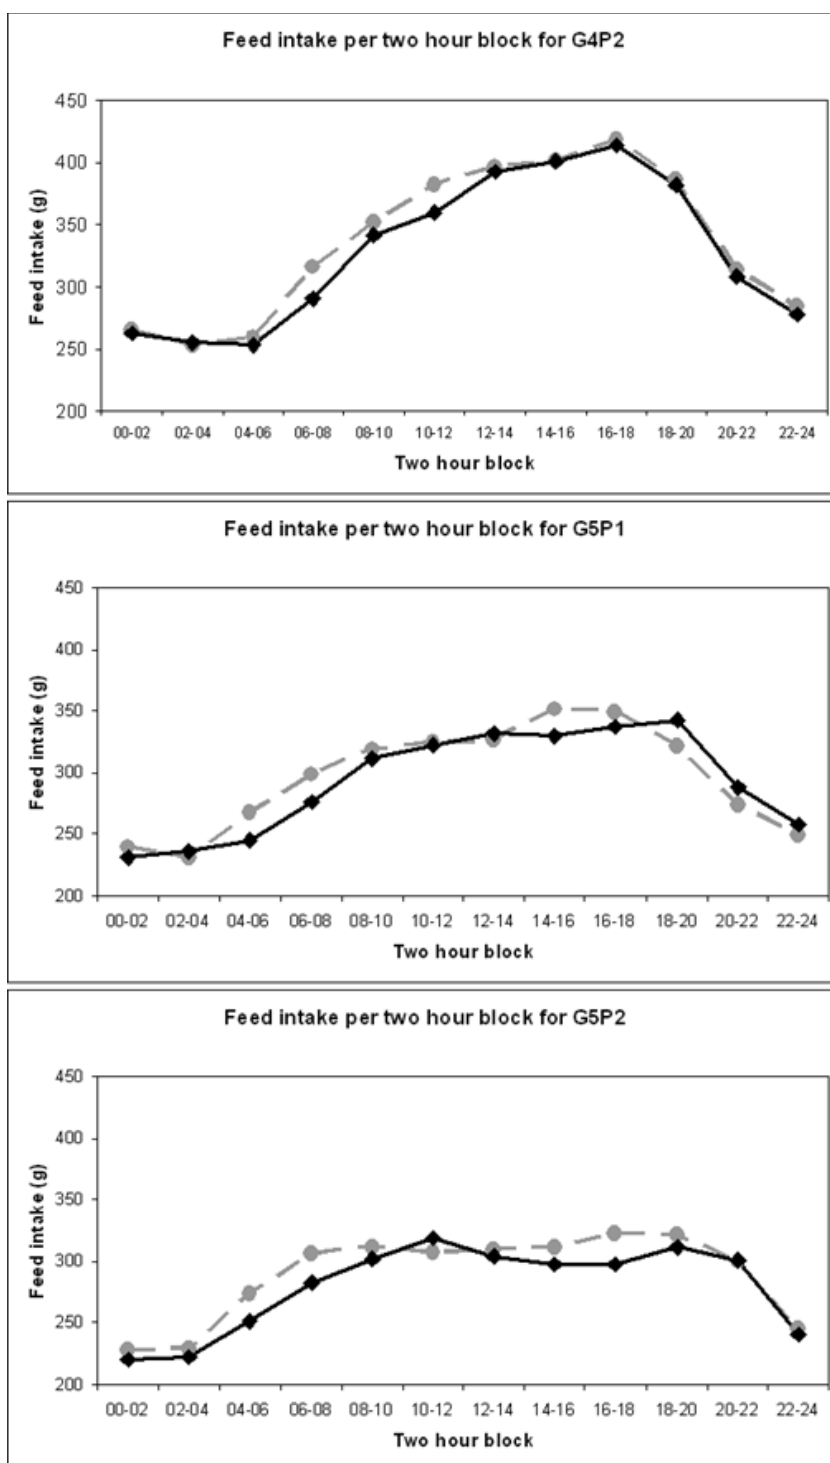 Feed intake per two hour block for G4P2
450
400
350
300
250
200
Feed intake (g)
00-02 02-04 04-06 06-08 08-10 10-12 12-14 14-16 16-18 18-20 20-22 22-24
Two hour block
Feed intake per two hour block for G5P1
450
400
350
300
250
200
Feed intake (g)
00-02 02-04 04-06 06-08 08-10 10-12 12-14 14-16 16-18 18-20 20-22 22-24
Two hour block
Feed intake per two hour block for G5P2
450
400
350
300
250
200
Feed intake (g)
00-02 02-04 04-06 06-08 08-10 10-12 12-14 14-16 16-18 18-20 20-22 22-24
Two hour block